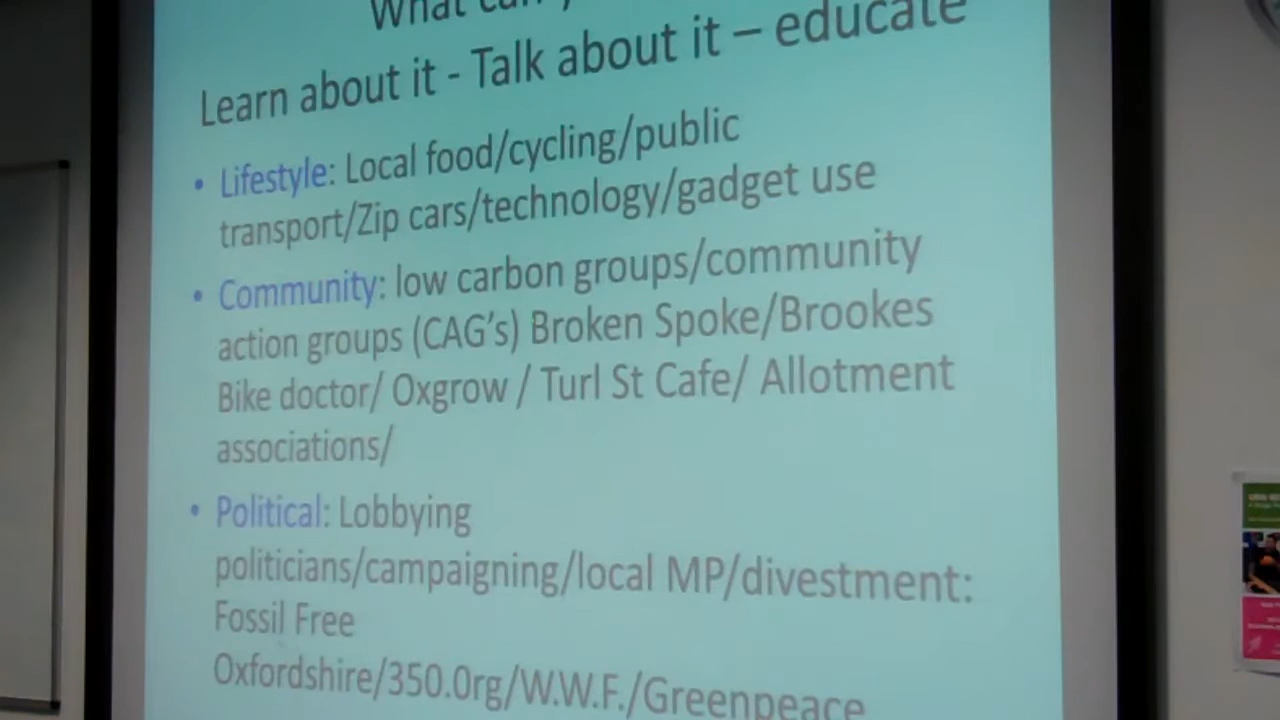 What can
Learn about it - Talk about it – educate
• Lifestyle: Local food/cycling/public
transport/Zip cars/technology/gadget use
• Community: low carbon groups/community
action groups (CAG's) Broken Spoke/Brookes
Bike doctor/ Oxgrow / Turl St Cafe/ Allotment
associations/
• Political: Lobbying
politicians/campaigning/local MP/divestment:
Fossil Free
Oxfordshire/350.0rg/W.W.F./Greenpeace